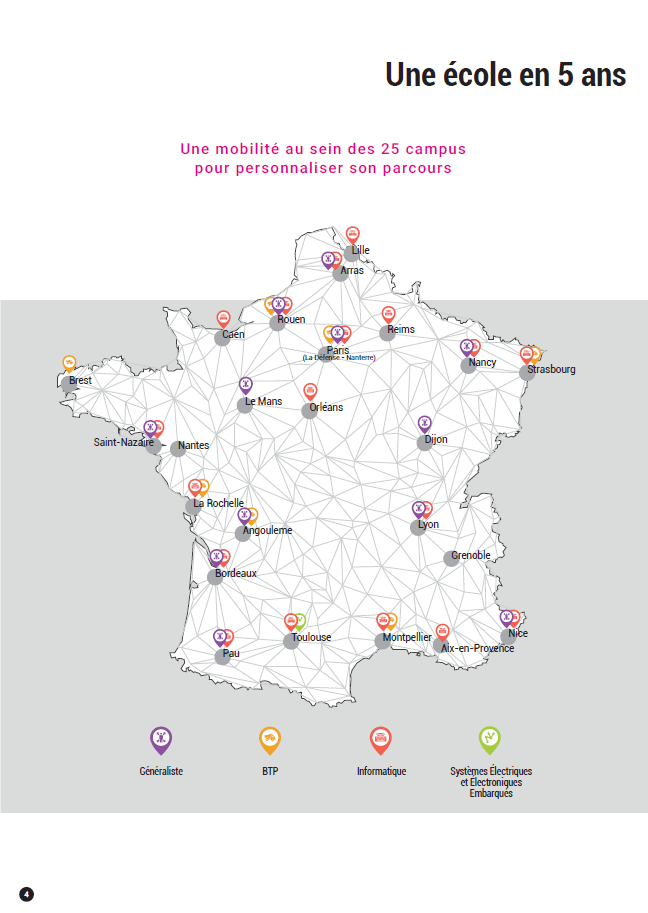 Une école en 5 ans
Une mobilité au sein des 25 campus
pour personnaliser son parcours
Lille
Arras
Rouen
Caen
Reims
Paris
(La Défense - Nanterre)
Nancy
Strasbourg
Brest
Le Mans
Orléans
Dijon
Saint-Nazaire
Nantes
La Rochelle
Angouleme
Lyon
Grenoble
Bordeaux
Toulouse
Montpellier
Nice
Aix-en-Provence
Pau
Généraliste
BTP
Informatique
Systèmes Électriques
et Électroniques
Embarqués
4